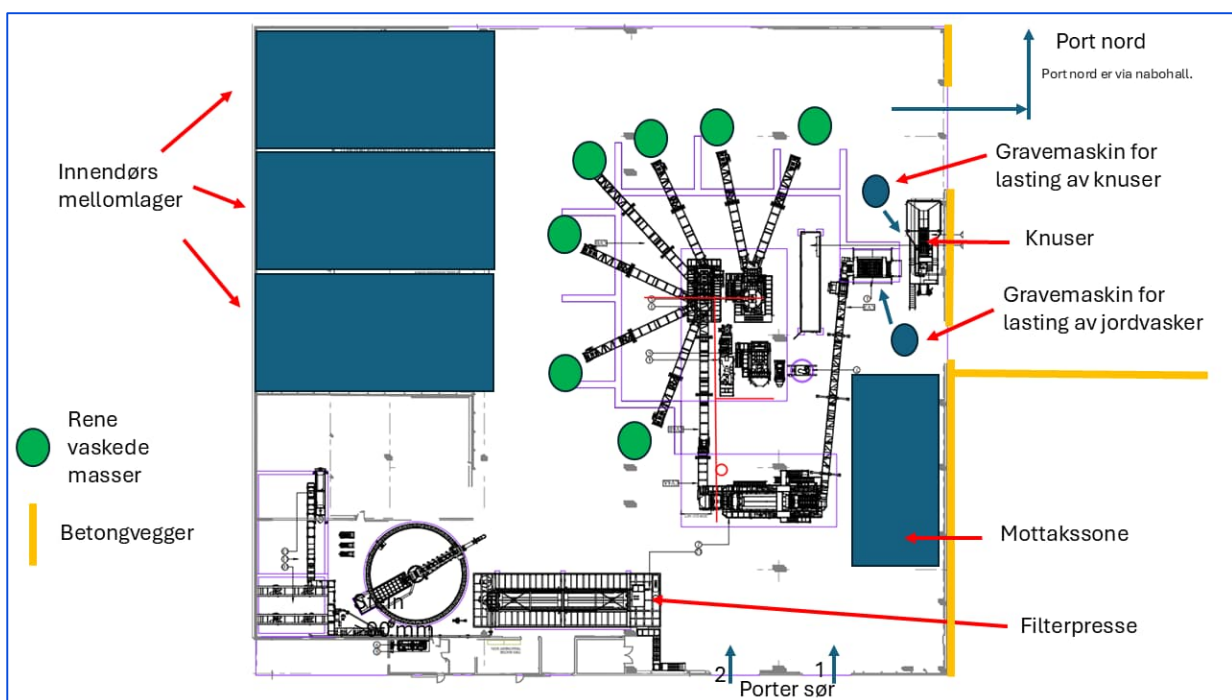 Port nord
Port nord er via nabohall.
Gravemaskin for
lasting av knuser
Innendørs
mellomlager
Knuser
Gravemaskin for
lasting av jordvasker
Rene
vaskede
masser
Betongvegger
Mottakssone
Filterpresse
2
1
Porter sør